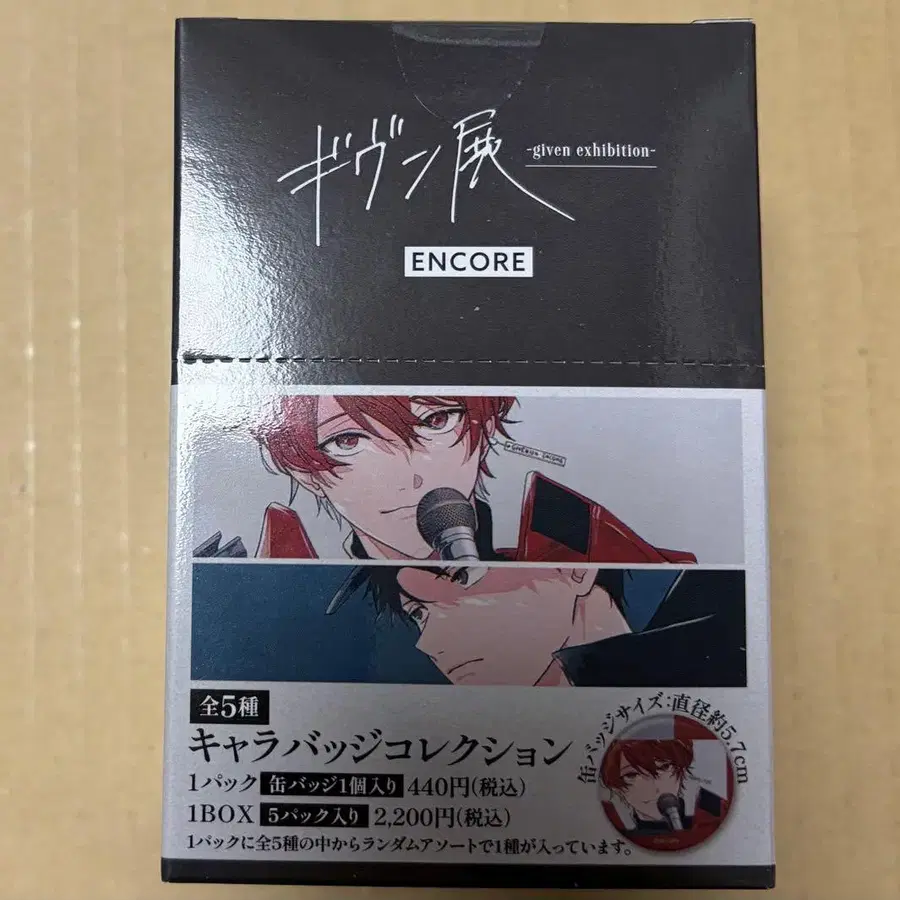 ギヴン展 -given exhibition-
ENCORE
全5種
キャラバッジコレクション
1パック 缶バッジ1個入り 440円(税込)
1BOX 5パック入り 2,200円(税込)
1パックに全5種の中からランダムアソートで1種が入っています。
缶バッジサイズ:直径約5.7cm